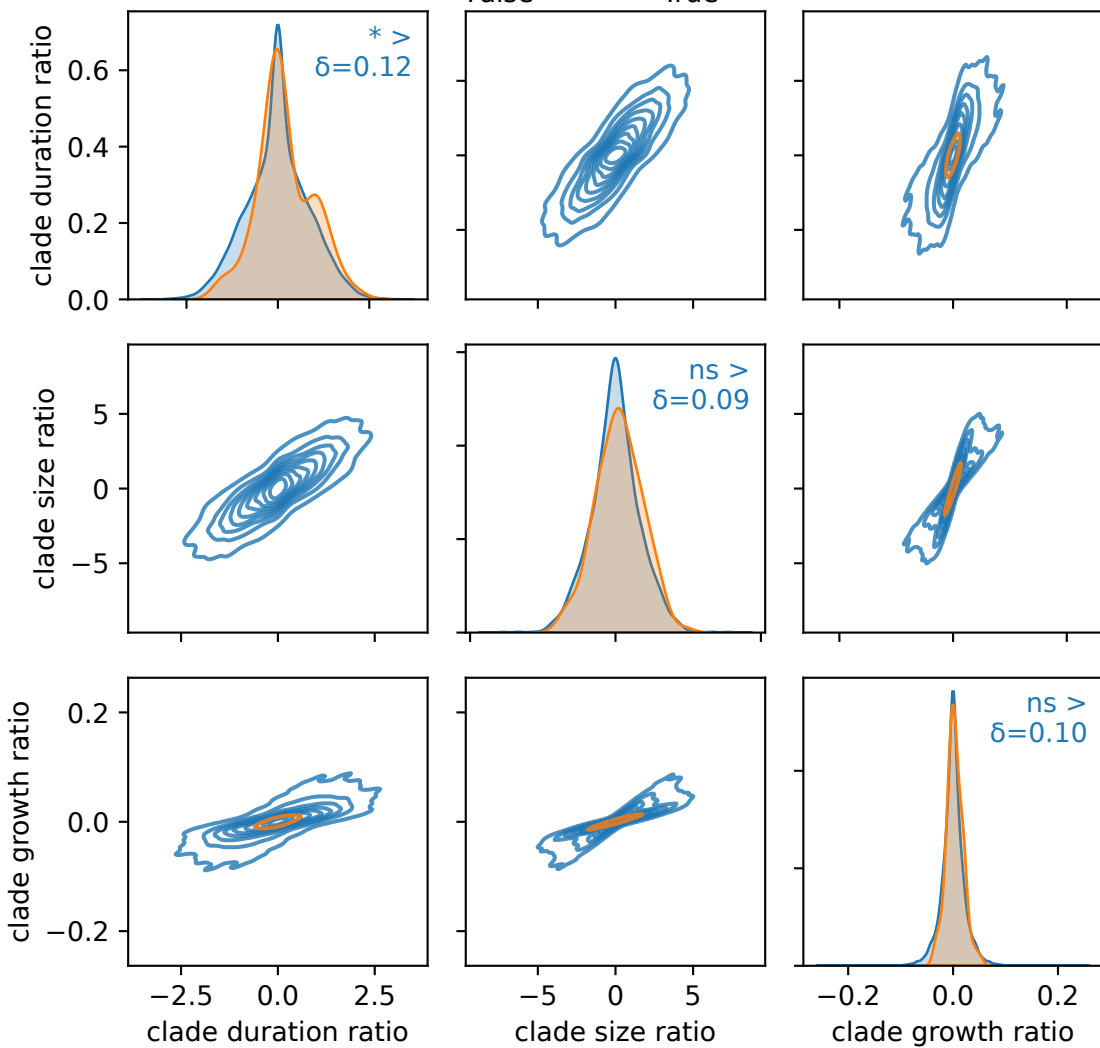 * >
δ=0.12
0.6
0.4
0.2
0.0
clade duration ratio
ns >
δ=0.09
5
0
−5
clade size ratio
ns >
δ=0.10
0.2
0.0
−0.2
clade growth ratio
−2.5 0.0 2.5
−5 0 5
−0.2 0.0 0.2
clade duration ratio
clade size ratio
clade growth ratio